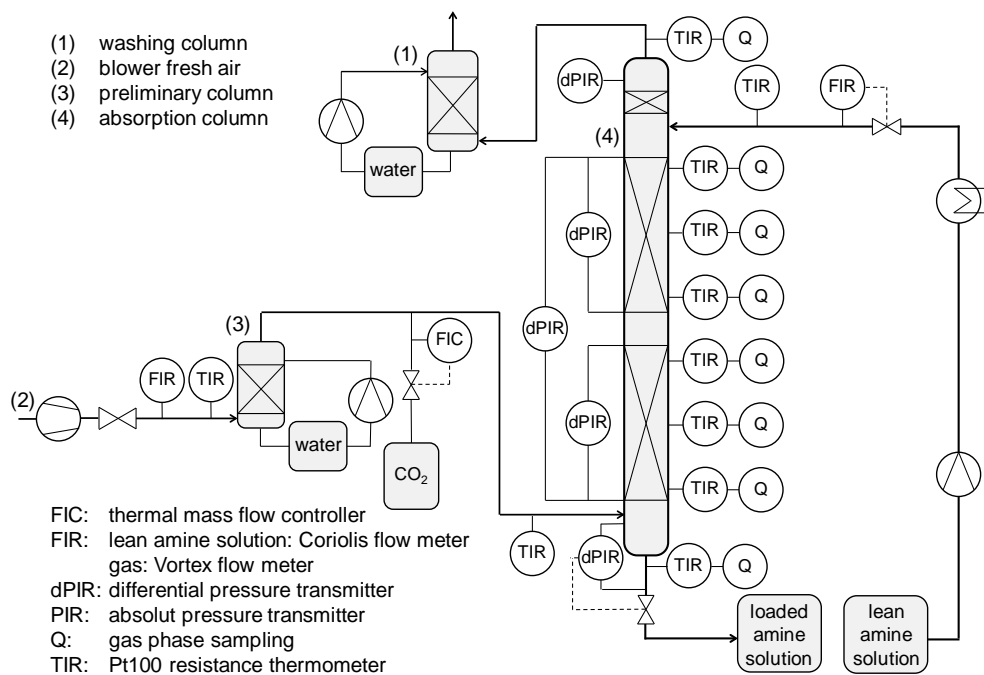 (1) washing column
(2) blower fresh air
(3) preliminary column
(4) absorption column
(1)
water
TIR
Q
dPIR
TIR
FIR
(4)
TIR
Q
dPIR
TIR
Q
TIR
Q
dPIR
(3)
FIC
TIR
Q
FIR
TIR
(2)
dPIR
TIR
Q
water
CO₂
TIR
Q
TIR
dPIR
TIR
Q
loaded
amine
solution
lean
amine
solution
FIC: thermal mass flow controller
FIR: lean amine solution: Coriolis flow meter
gas: Vortex flow meter
dPIR: differential pressure transmitter
PIR: absolut pressure transmitter
Q: gas phase sampling
TIR: Pt100 resistance thermometer